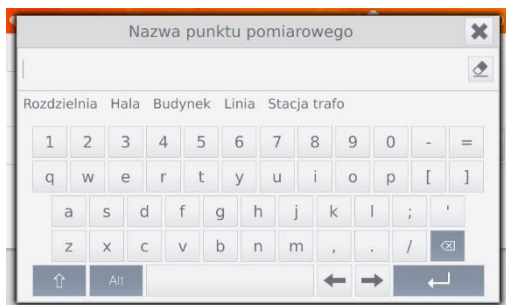 Nazwa punktu pomiarowego
Rozdzielnia Hala Budynek Linia Stacja trafo
1 2 3 4 5 6 7 8 9 0 - =
q w e r t y u i o p [ ]
a s d f g h j k l ; '
z x c v b n m , . /
Alt